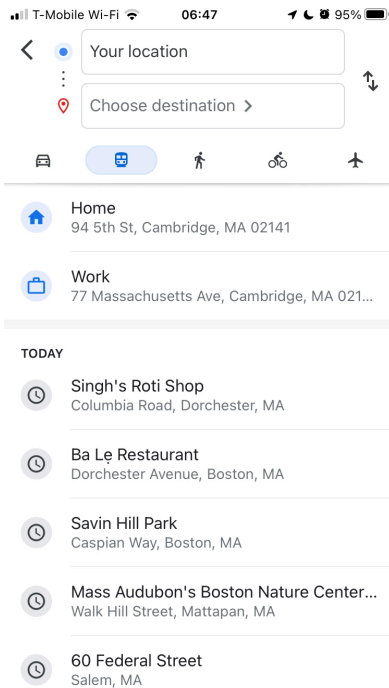 T-Mobile Wi-Fi 06:47 95%
Your location
Choose destination
Home
94 5th St, Cambridge, MA 02141
Work
77 Massachusetts Ave, Cambridge, MA 021...
TODAY
Singh's Roti Shop
Columbia Road, Dorchester, MA
Ba Lẹ Restaurant
Dorchester Avenue, Boston, MA
Savin Hill Park
Caspian Way, Boston, MA
Mass Audubon's Boston Nature Center...
Walk Hill Street, Mattapan, MA
60 Federal Street
Salem, MA